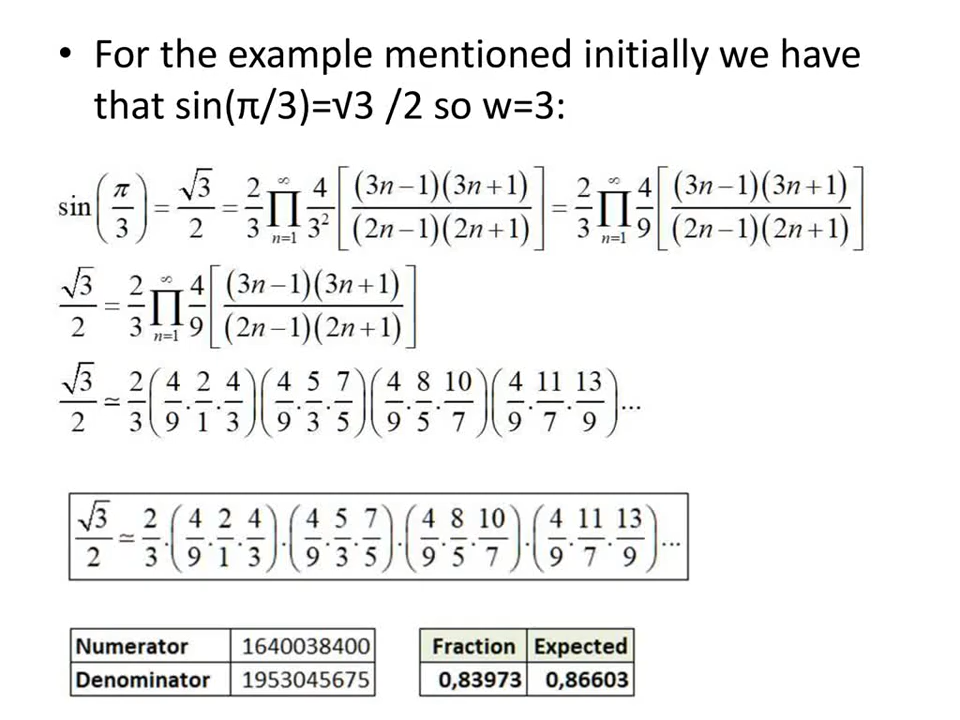 • For the example mentioned initially we have
that sin(π/3)=√3 /2 so w=3:
sin(π/3) = √3/2 = 2/3 ∏_{n=1}^{∞} 4/3² [(3n−1)(3n+1)/(2n−1)(2n+1)] = 2/3 ∏_{n=1}^{∞} 4/9 [(3n−1)(3n+1)/(2n−1)(2n+1)]
√3/2 = 2/3 ∏_{n=1}^{∞} 4/9 [(3n−1)(3n+1)/(2n−1)(2n+1)]
√3/2 ≃ 2/3 (4/9 . 2/1 . 4/3)(4/9 . 5/3 . 7/5)(4/9 . 8/5 . 10/7)(4/9 . 11/7 . 13/9)...
√3/2 ≃ 2/3 . (4/9 . 2/1 . 4/3) . (4/9 . 5/3 . 7/5) . (4/9 . 8/5 . 10/7) . (4/9 . 11/7 . 13/9)...
Numerator 1640038400
Denominator 1953045675
Fraction Expected
0,83973 0,86603